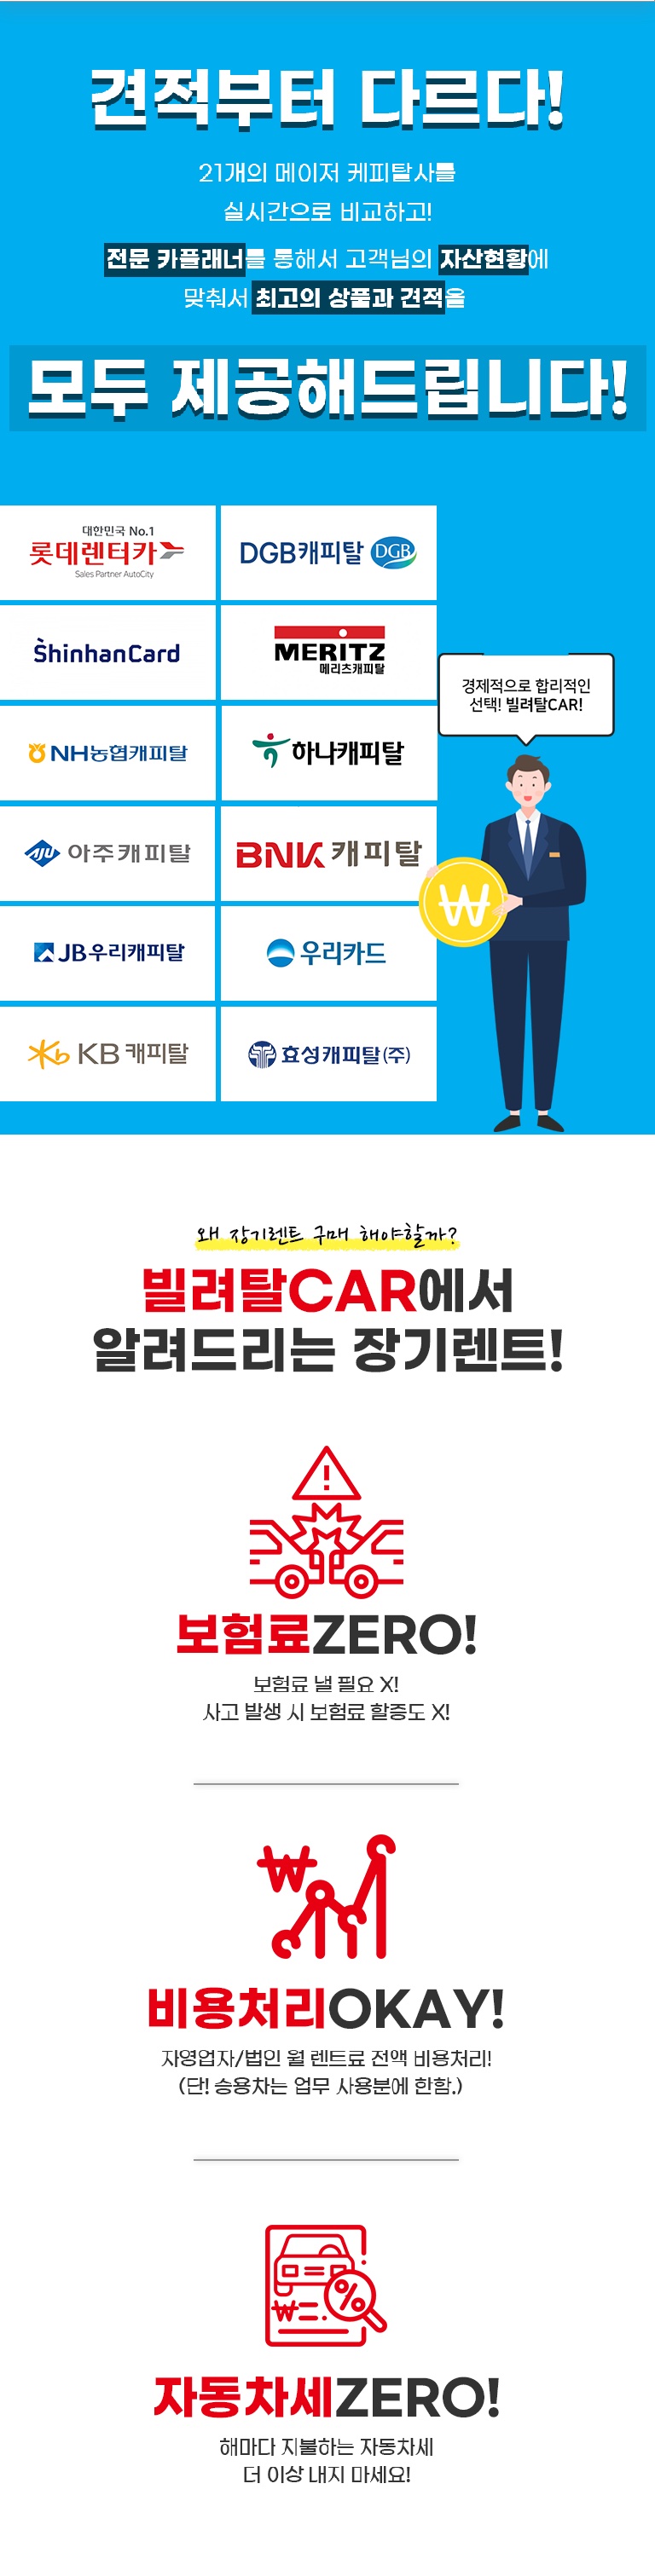 견적부터 다르다!
21개의 메이저 케피탈사를
실시간으로 비교하고!
전문 카플래너를 통해서 고객님의 자산현황에
맞춰서 최고의 상품과 견적을
모두 제공해드립니다!
대한민국 No.1
롯데렌터카
Sales Partner AutoCity
DGB캐피탈 DGB
ShinhanCard
MERITZ
메리츠캐피탈
경제적으로 합리적인
선택! 빌려탈CAR!
NH농협캐피탈
하나캐피탈
AJU 아주캐피탈
BNK 캐피탈
₩
JB우리캐피탈
우리카드
Kb KB캐피탈
효성캐피탈(주)
왜 장기렌트 구매 해야할까?
빌려탈CAR에서
알려드리는 장기렌트!
보험료ZERO!
보험료 낼 필요 X!
사고 발생 시 보험료 할증도 X!
₩
비용처리OKAY!
자영업자/법인 월 렌트료 전액 비용처리!
(단! 승용차는 업무 사용분에 한함.)
%
₩
자동차세ZERO!
해마다 지불하는 자동차세
더 이상 내지 마세요!